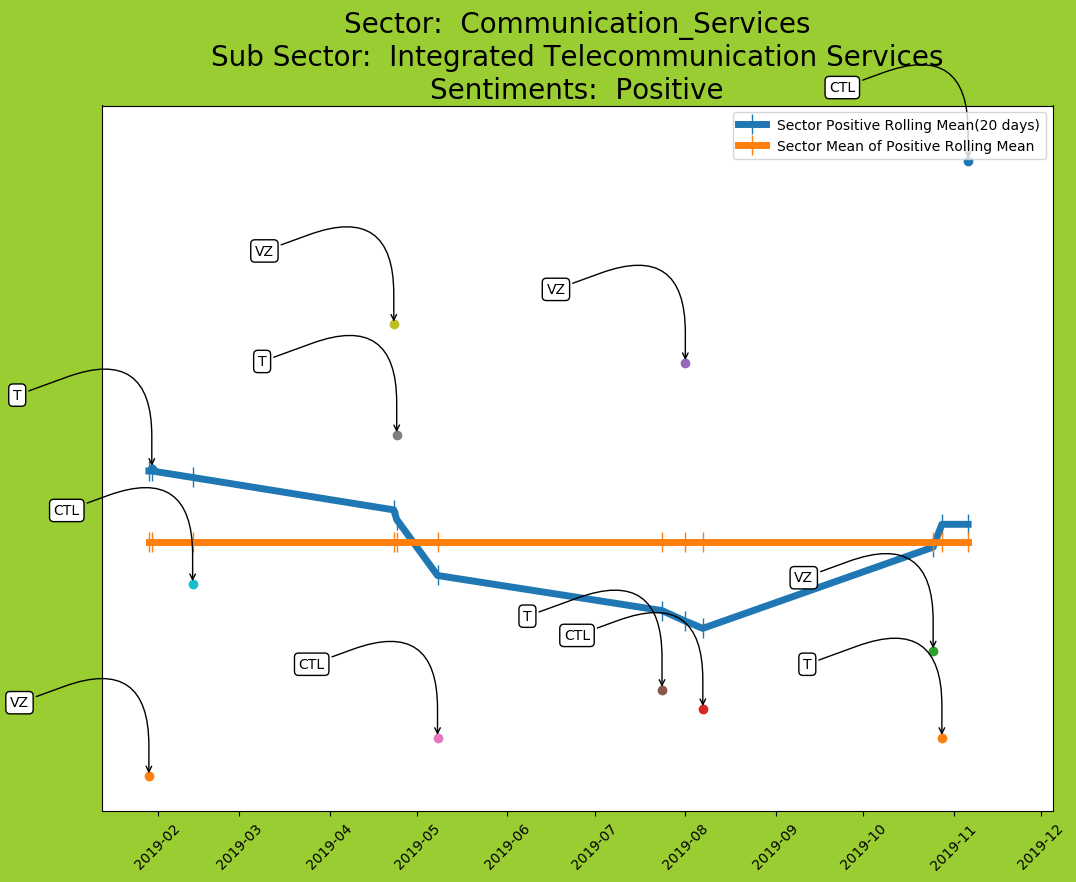 Sector:  Communication_Services
Sub Sector:  Integrated Telecommunication Services
Sentiments:  Positive
CTL
Sector Positive Rolling Mean(20 days)
Sector Mean of Positive Rolling Mean
VZ
VZ
T
T
CTL
VZ
T
CTL
CTL
T
VZ
2019-02
2019-03
2019-04
2019-05
2019-06
2019-07
2019-08
2019-09
2019-10
2019-11
2019-12